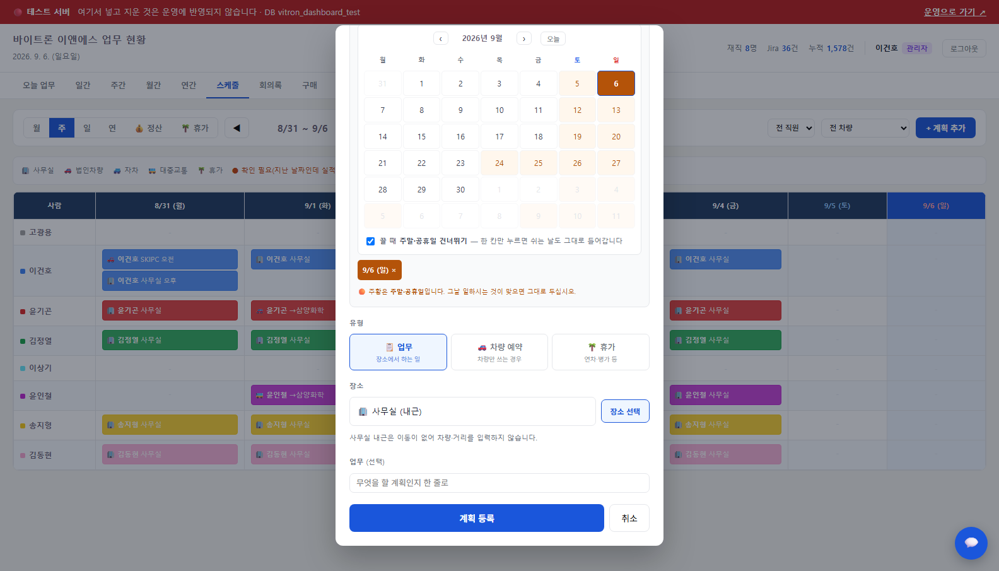 테스트 서버 여기서 넣고 지운 것은 운영에 반영되지 않습니다 · DB vitron_dashboard_test
운영으로 가기 ↗
바이트론 이앤에스 업무 현황
2026. 9. 6. (일요일)
재직 8명 Jira 36건 누적 1,578건 이건호 관리자 로그아웃
오늘 업무 일간 주간 월간 연간 스케줄 회의록 구매
월 주 일 연 정산 휴가 ◀ 8/31 ~ 9/6
전 직원 전 차량 + 계획 추가
사무실 법인차량 자차 대중교통 휴가 확인 필요(지난 날짜인데 실적
사람 8/31 (월) 9/1 (화) 9/4 (금) 9/5 (토) 9/6 (일)
고광용
이건호
이건호 SKIPC 오전
이건호 사무실
이건호 사무실
이건호 사무실 오후
윤기곤 윤기곤 사무실 윤기곤 →삼양화학 윤기곤 사무실
김정열 김정열 사무실 김정열 사무실 김정열 사무실
이상기
윤인철 윤인철 →삼양화학 윤인철 사무실
송지형 송지형 사무실 송지형 사무실 송지형 사무실
김동현 김동현 사무실 김동현 사무실 김동현 사무실
‹ 2026년 9월 › 오늘
월 화 수 목 금 토 일
31 1 2 3 4 5 6
7 8 9 10 11 12 13
14 15 16 17 18 19 20
21 22 23 24 25 26 27
28 29 30 1 2 3 4
5 6 7 8 9 10 11
끌 때 주말·공휴일 건너뛰기 — 한 칸만 누르면 쉬는 날도 그대로 들어갑니다
9/6 (일) ×
주황은 주말·공휴일입니다. 그날 일하시는 것이 맞으면 그대로 두십시오.
유형
업무 차량 예약 휴가
장소에서 하는 일 차량만 쓰는 경우 연차·병가 등
장소
사무실 (내근) 장소 선택
사무실 내근은 이동이 없어 차량·거리를 입력하지 않습니다.
업무 (선택)
무엇을 할 계획인지 한 줄로
계획 등록 취소